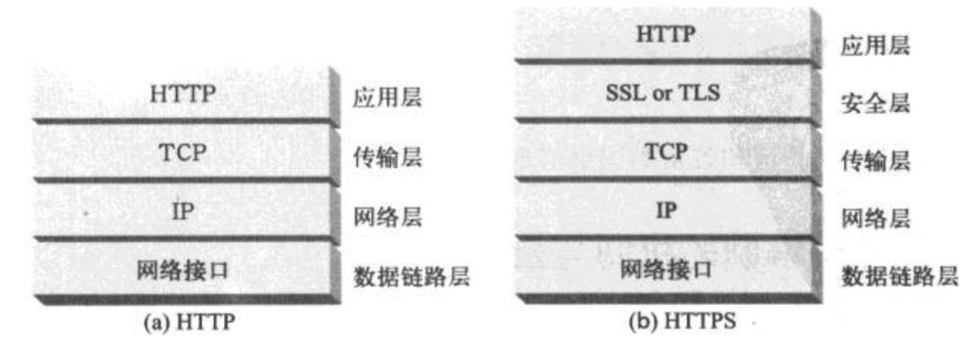 HTTP 应用层
TCP 传输层
IP 网络层
网络接口 数据链路层
(a) HTTP
HTTP 应用层
SSL or TLS 安全层
TCP 传输层
IP 网络层
网络接口 数据链路层
(b) HTTPS